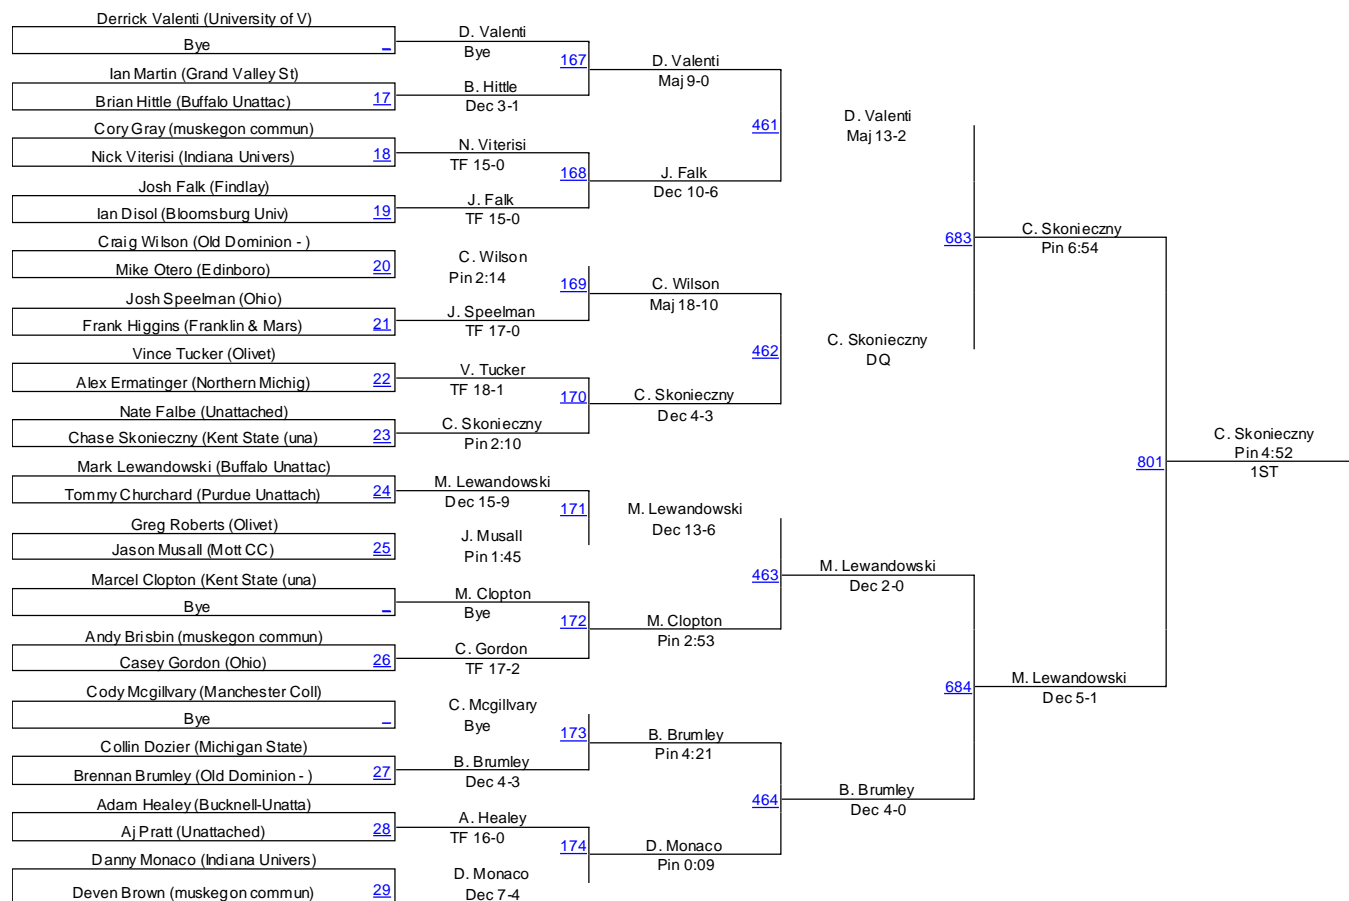 Derrick Valenti (University of V)
Bye
Ian Martin (Grand Valley St)
Brian Hittle (Buffalo Unattac) 17
Cory Gray (muskegon commun)
Nick Viterisi (Indiana Univers) 18
Josh Falk (Findlay)
Ian Disol (Bloomsburg Univ) 19
Craig Wilson (Old Dominion - )
Mike Otero (Edinboro) 20
Josh Speelman (Ohio)
Frank Higgins (Franklin & Mars) 21
Vince Tucker (Olivet)
Alex Ermatinger (Northern Michig) 22
Nate Falbe (Unattached)
Chase Skonieczny (Kent State (una) 23
Mark Lewandowski (Buffalo Unattac)
Tommy Churchard (Purdue Unattach) 24
Greg Roberts (Olivet)
Jason Musall (Mott CC) 25
Marcel Clopton (Kent State (una)
Bye
Andy Brisbin (muskegon commun)
Casey Gordon (Ohio) 26
Cody Mcgillvary (Manchester Coll)
Bye
Collin Dozier (Michigan State)
Brennan Brumley (Old Dominion - ) 27
Adam Healey (Bucknell-Unatta)
Aj Pratt (Unattached) 28
Danny Monaco (Indiana Univers)
Deven Brown (muskegon commun) 29
D. Valenti
Bye
167
B. Hittle
Dec 3-1
N. Viterisi
TF 15-0
168
J. Falk
TF 15-0
C. Wilson
Pin 2:14
169
J. Speelman
TF 17-0
V. Tucker
TF 18-1
170
C. Skonieczny
Pin 2:10
M. Lewandowski
Dec 15-9
171
J. Musall
Pin 1:45
M. Clopton
Bye
172
C. Gordon
TF 17-2
C. Mcgillvary
Bye
173
B. Brumley
Dec 4-3
A. Healey
TF 16-0
174
D. Monaco
Dec 7-4
D. Valenti
Maj 9-0
461
J. Falk
Dec 10-6
C. Wilson
Maj 18-10
462
C. Skonieczny
Dec 4-3
M. Lewandowski
Dec 13-6
463
M. Clopton
Pin 2:53
B. Brumley
Pin 4:21
464
D. Monaco
Pin 0:09
D. Valenti
Maj 13-2
683
C. Skonieczny
DQ
M. Lewandowski
Dec 2-0
684
B. Brumley
Dec 4-0
C. Skonieczny
Pin 6:54
801
M. Lewandowski
Dec 5-1
C. Skonieczny
Pin 4:52
1ST